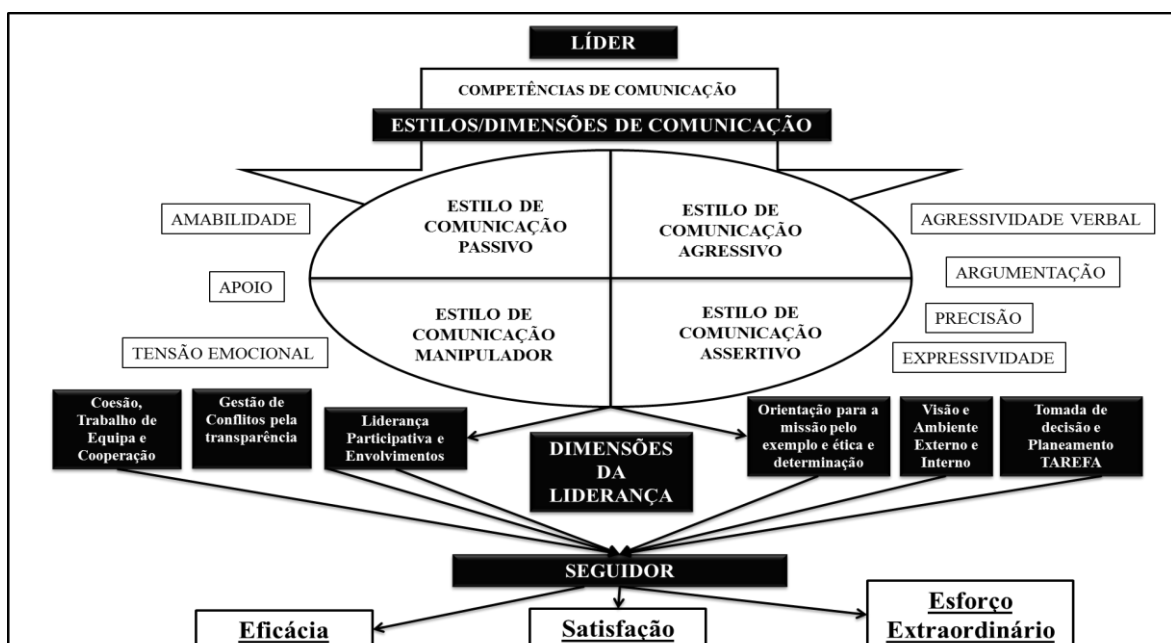 LÍDER
COMPETÊNCIAS DE COMUNICAÇÃO
ESTILOS/DIMENSÕES DE COMUNICAÇÃO
AMABILIDADE
APOIO
TENSÃO EMOCIONAL
ESTILO DE
COMUNICAÇÃO
PASSIVO
ESTILO DE
COMUNICAÇÃO
AGRESSIVO
ESTILO DE
COMUNICAÇÃO
MANIPULADOR
ESTILO DE
COMUNICAÇÃO
ASSERTIVO
AGRESSIVIDADE VERBAL
ARGUMENTAÇÃO
PRECISÃO
EXPRESSIVIDADE
Coesão,
Trabalho de
Equipa e
Cooperação
Gestão de
Conflitos pela
transparência
Liderança
Participativa e
Envolvimentos
DIMENSÕES
DA
LIDERANÇA
Orientação para a
missão pelo
exemplo e ética e
determinação
Visão e
Ambiente
Externo e
Interno
Tomada de
decisão e
Planeamento
TAREFA
SEGUIDOR
Eficácia
Satisfação
Esforço
Extraordinário